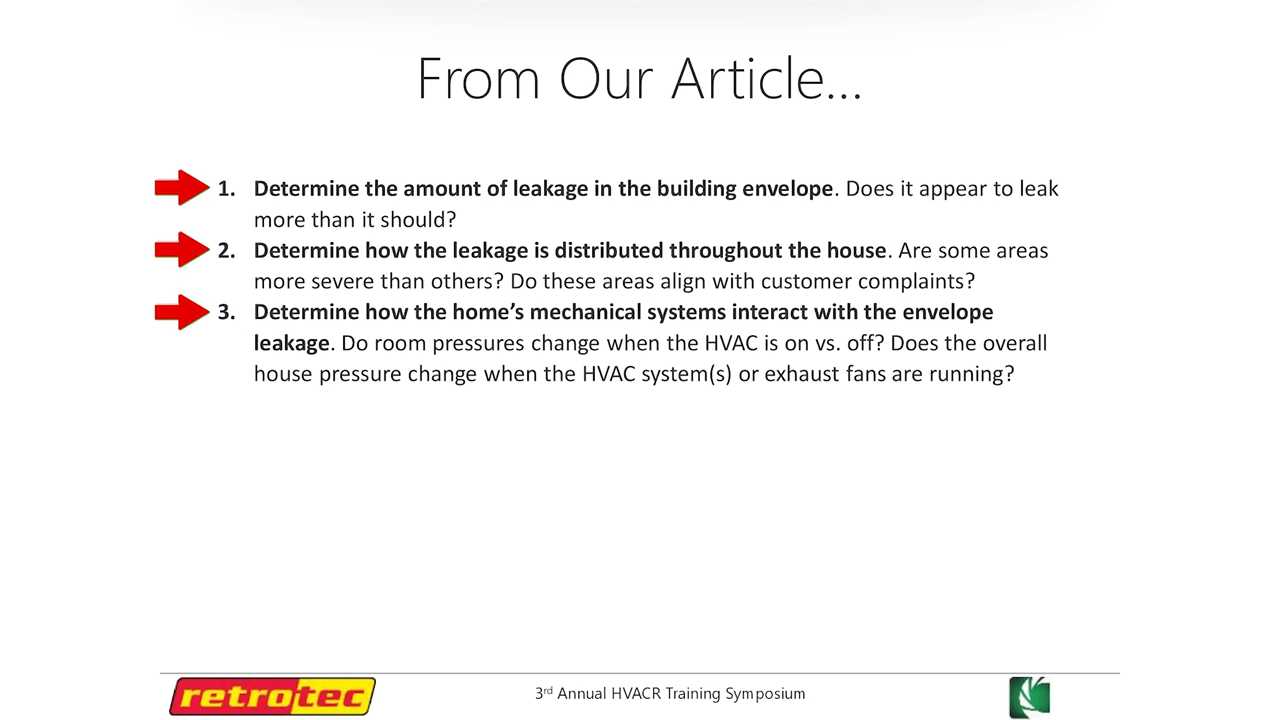 From Our Article...
1. Determine the amount of leakage in the building envelope. Does it appear to leak
more than it should?
2. Determine how the leakage is distributed throughout the house. Are some areas
more severe than others? Do these areas align with customer complaints?
3. Determine how the home’s mechanical systems interact with the envelope
leakage. Do room pressures change when the HVAC is on vs. off? Does the overall
house pressure change when the HVAC system(s) or exhaust fans are running?
retrotec
3rd Annual HVACR Training Symposium